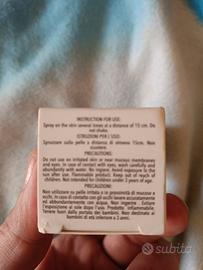 INSTRUCTION FOR USE:
Spray on the skin several times at a distance of 15 cm. Do
not shake.
ISTRUZIONI PER L'USO:
Spruzzare sulla pelle a distanza di almeno 15cm. Non
scuotere.
PRECAUTIONS:
Do not use on irritated skin or near mucous membranes
and eyes. In case of contact with eyes, wash carefully and
abundantly with water. No ingest. Avoid exposure to the
sun after use. Flammable product. Keep out of reach of
children. Not intended for children under 3 years of age.
PRECAUZIONI:
Non utilizzare su pelle irritata o in prossimità di mucose e
occhi. In caso di contatto con gli occhi sciacquare
ed abbondantemente con acqua. Non ingerire. Evitare
l'esposizione al sole dopo l'uso. Prodotto infiammabile.
Tenere fuori dalla portata dei bambini. Non destinato ai
bambini di età inferiore a 3 anni.
subito